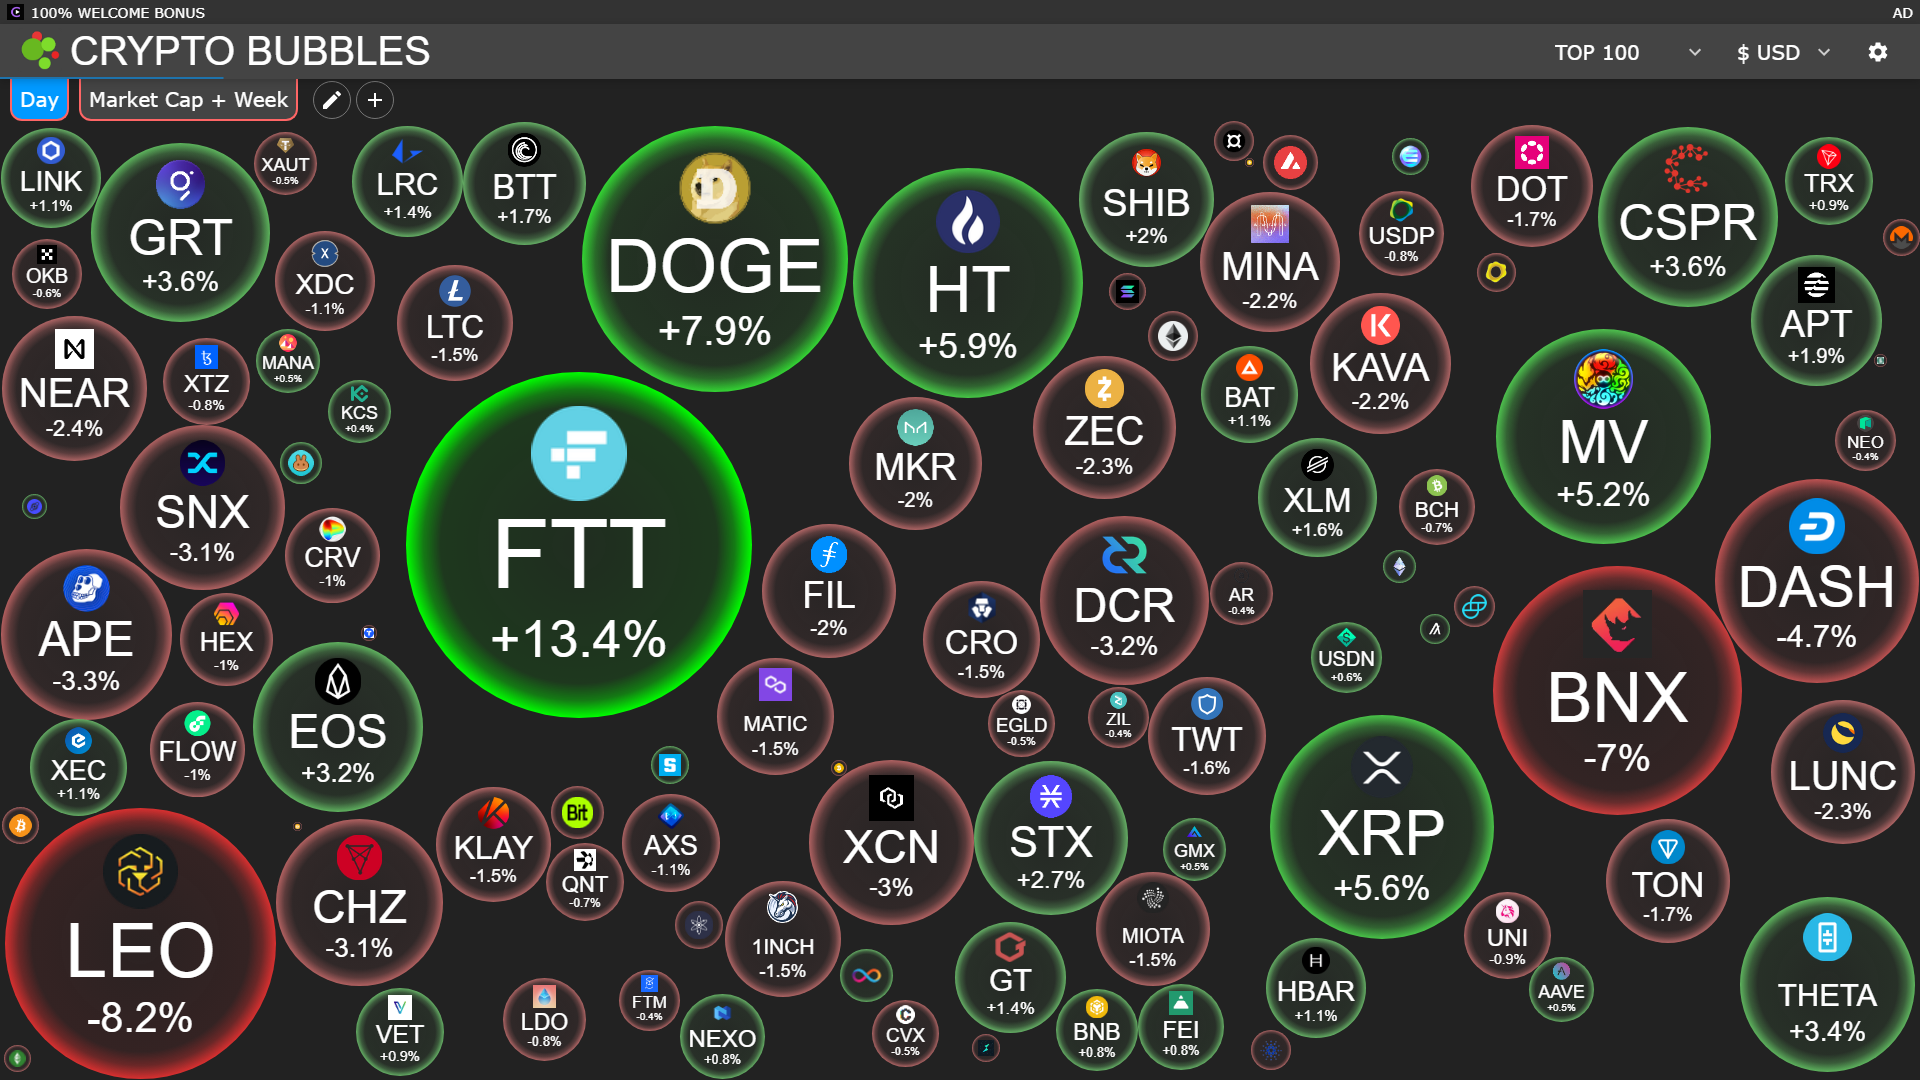 100% WELCOME BONUS
AD
CRYPTO BUBBLES
TOP 100
$ USD
Day
Market Cap + Week
LINK
+1.1%
GRT
+3.6%
XAUT
-0.5%
LRC
+1.4%
BTT
+1.7%
DOGE
+7.9%
HT
+5.9%
SHIB
+2%
MINA
-2.2%
USDP
-0.8%
DOT
-1.7%
CSPR
+3.6%
TRX
+0.9%
OKB
-0.6%
XDC
-1.1%
LTC
-1.5%
APT
+1.9%
NEAR
-2.4%
XTZ
-0.8%
MANA
+0.5%
KCS
+0.4%
KAVA
-2.2%
BAT
+1.1%
ZEC
-2.3%
MKR
-2%
MV
+5.2%
NEO
-0.4%
SNX
-3.1%
CRV
-1%
FTT
+13.4%
XLM
+1.6%
BCH
-0.7%
DASH
-4.7%
APE
-3.3%
HEX
-1%
FIL
-2%
CRO
-1.5%
DCR
-3.2%
AR
-0.4%
USDN
+0.6%
BNX
-7%
XEC
+1.1%
FLOW
-1%
EOS
+3.2%
MATIC
-1.5%
EGLD
-0.5%
ZIL
-0.4%
TWT
-1.6%
LUNC
-2.3%
S
LEO
-8.2%
CHZ
-3.1%
KLAY
-1.5%
Bit
QNT
-0.7%
AXS
-1.1%
XCN
-3%
STX
+2.7%
GMX
+0.5%
XRP
+5.6%
TON
-1.7%
1INCH
-1.5%
MIOTA
-1.5%
UNI
-0.9%
GT
+1.4%
HBAR
+1.1%
AAVE
+0.5%
THETA
+3.4%
VET
+0.9%
LDO
-0.8%
FTM
-0.4%
NEXO
+0.8%
CVX
-0.5%
BNB
+0.8%
FEI
+0.8%